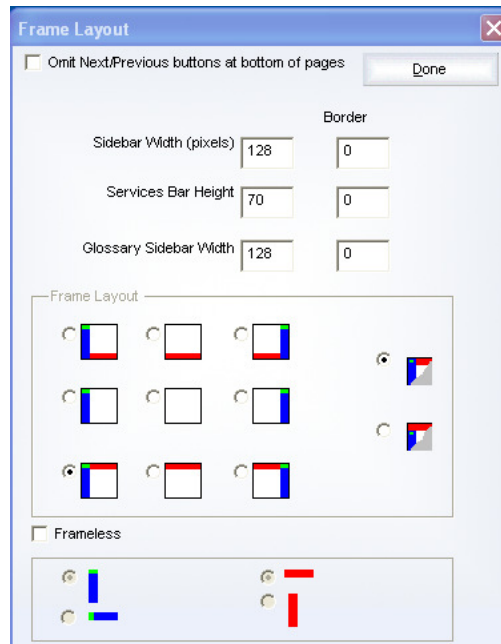 Frame Layout
Omit Next/Previous buttons at bottom of pages
Done
Border
Sidebar Width (pixels) 128 0
Services Bar Height 70 0
Glossary Sidebar Width 128 0
Frame Layout
Frameless